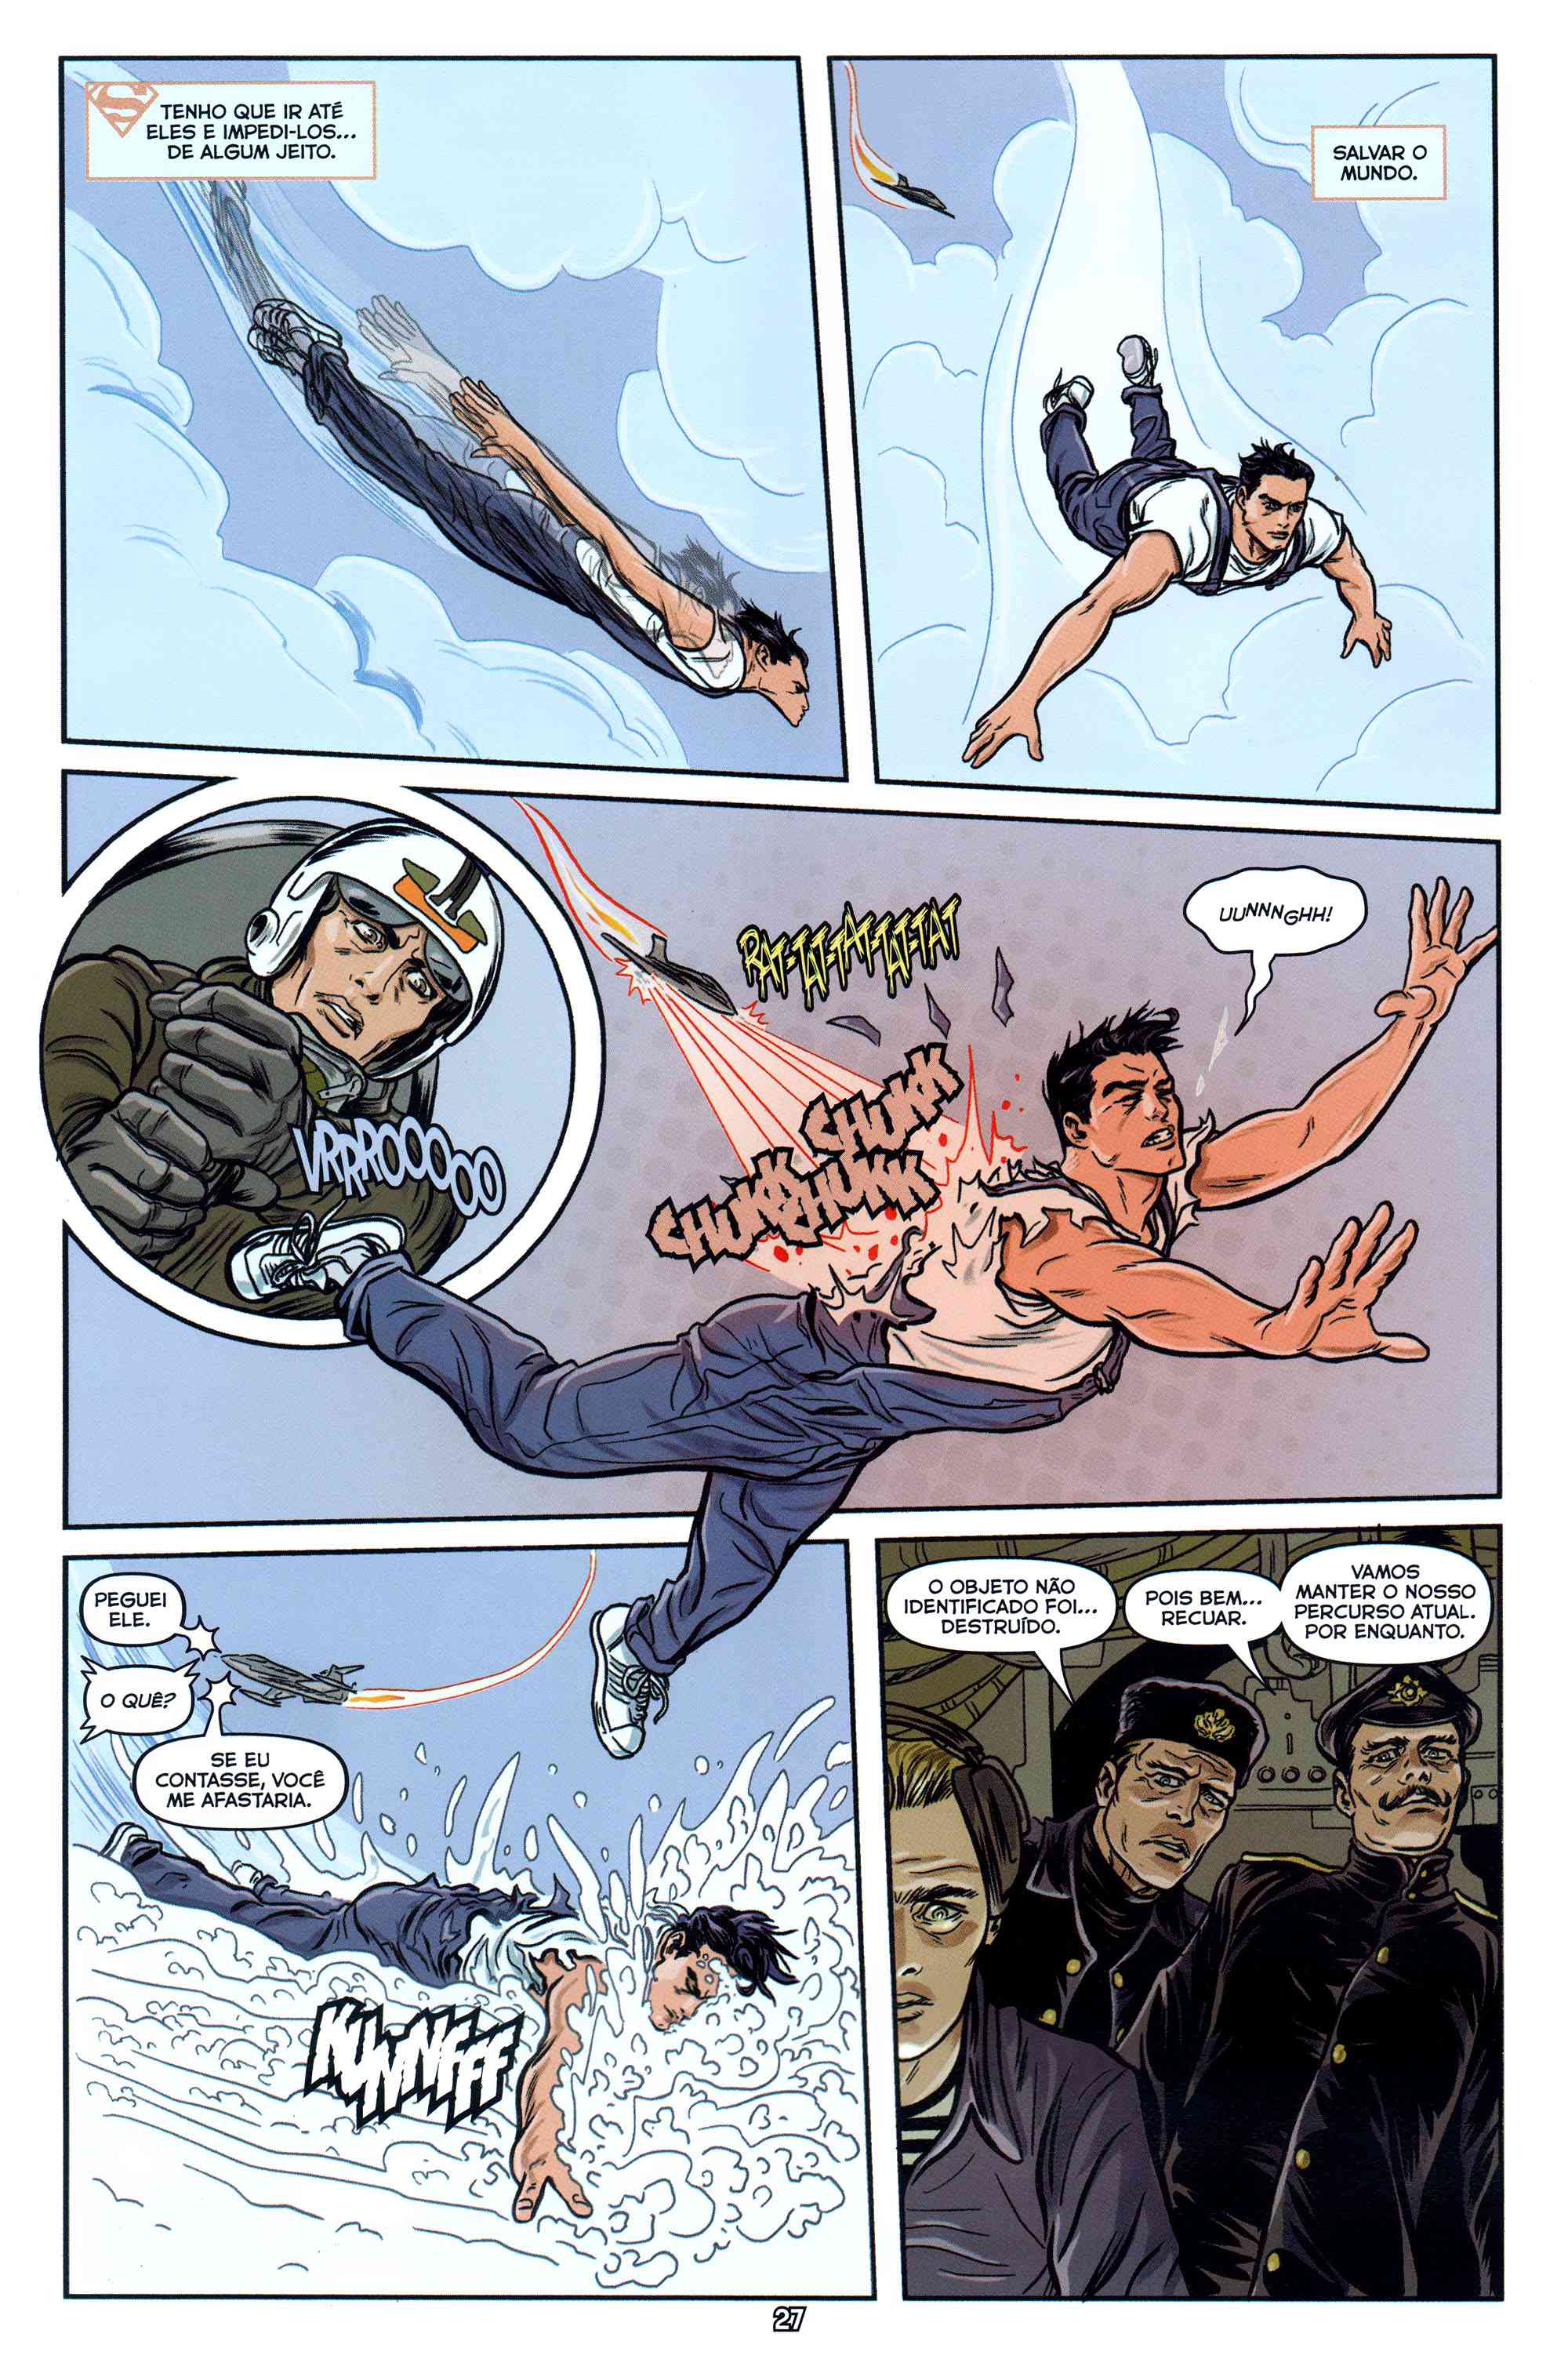 TENHO QUE IR ATÉ
ELES E IMPEDI-LOS...
DE ALGUM JEITO.
SALVAR O
MUNDO.
VRRROOOOO
RAT-TAT-TAT-TAT-TAT
UUNNNGHH!
CHUKK
CHUKK
CHUKK
PEGUEI
ELE.
O QUÊ?
SE EU
CONTASSE, VOCÊ
ME AFASTARIA.
KUNNNFFF
O OBJETO NÃO
IDENTIFICADO FOI...
DESTRUÍDO.
POIS BEM...
RECUAR.
VAMOS
MANTER O NOSSO
PERCURSO ATUAL.
POR ENQUANTO.
27